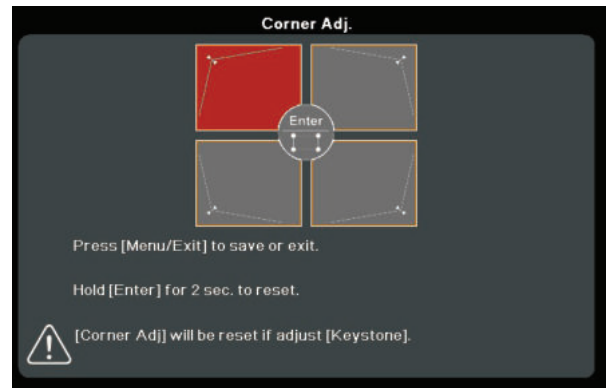 Corner Adj.
Enter
Press [Menu/Exit] to save or exit.
Hold [Enter] for 2 sec. to reset.
[Corner Adj] will be reset if adjust [Keystone].